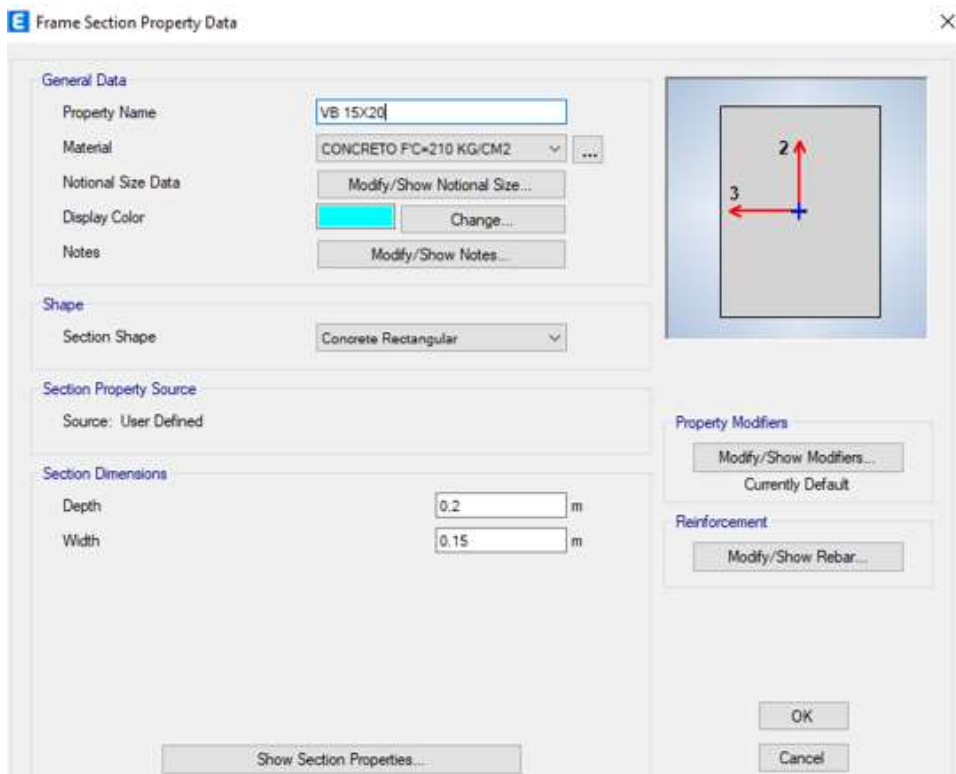 E Frame Section Property Data
General Data
Property Name VB 15X20
Material CONCRETO F'C=210 KG/CM2 ...
Notional Size Data Modify/Show Notional Size...
Display Color Change...
Notes Modify/Show Notes...
2
3
Shape
Section Shape Concrete Rectangular
Section Property Source
Source: User Defined
Property Modifiers
Modify/Show Modifiers...
Currently Default
Section Dimensions
Depth 0.2 m
Width 0.15 m
Reinforcement
Modify/Show Rebar...
OK
Show Section Properties...
Cancel